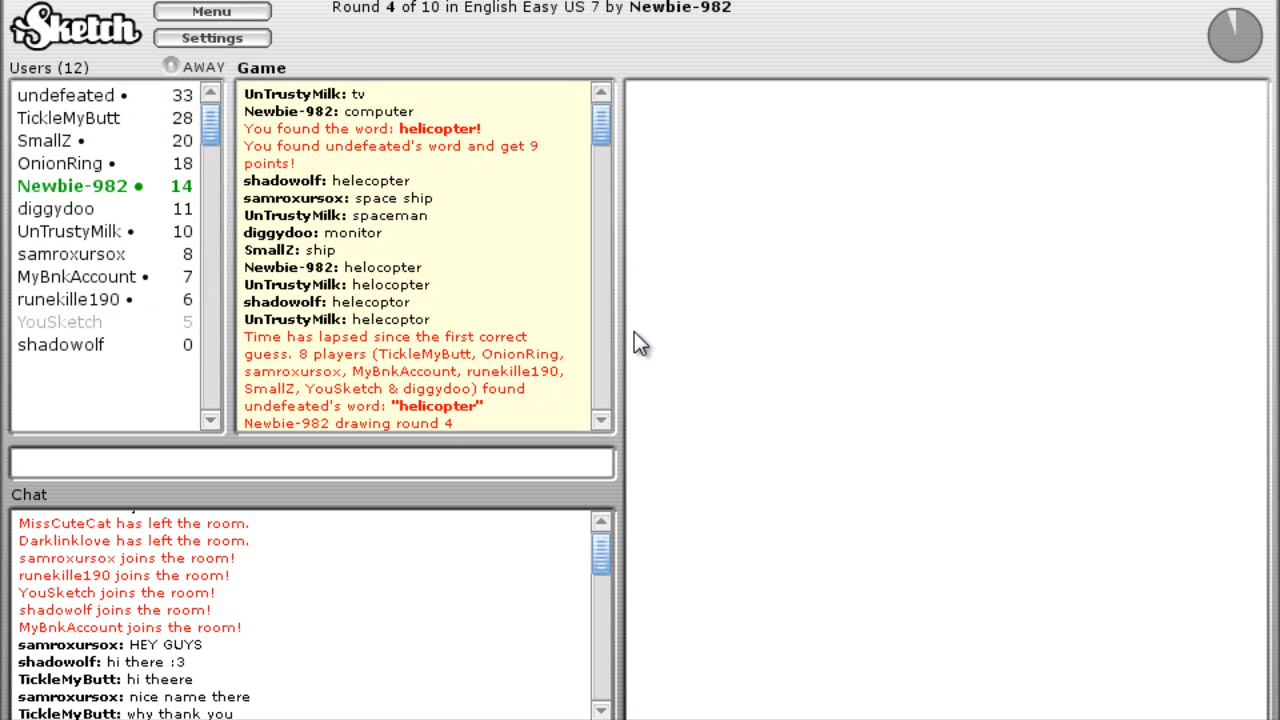 iSketch
Menu
Settings
Round 4 of 10 in English Easy US 7 by Newbie-982
Users (12)
AWAY
Game
undefeated • 33
TickleMyButt 28
SmallZ • 20
OnionRing • 18
Newbie-982 • 14
diggydoo 11
UnTrustyMilk • 10
samroxursox 8
MyBnkAccount • 7
runekille190 • 6
YouSketch 5
shadowolf 0
UnTrustyMilk: tv
Newbie-982: computer
You found the word: helicopter!
You found undefeated's word and get 9
points!
shadowolf: helecopter
samroxursox: space ship
UnTrustyMilk: spaceman
diggydoo: monitor
SmallZ: ship
Newbie-982: helocopter
UnTrustyMilk: helocopter
shadowolf: helecoptor
UnTrustyMilk: helecoptor
Time has lapsed since the first correct
guess. 8 players (TickleMyButt, OnionRing,
samroxursox, MyBnkAccount, runekille190,
SmallZ, YouSketch & diggydoo) found
undefeated's word: "helicopter"
Newbie-982 drawing round 4
Chat
MissCuteCat has left the room.
Darklinklove has left the room.
samroxursox joins the room!
runekille190 joins the room!
YouSketch joins the room!
shadowolf joins the room!
MyBnkAccount joins the room!
samroxursox: HEY GUYS
shadowolf: hi there :3
TickleMyButt: hi theere
samroxursox: nice name there
TickleMyButt: why thank you